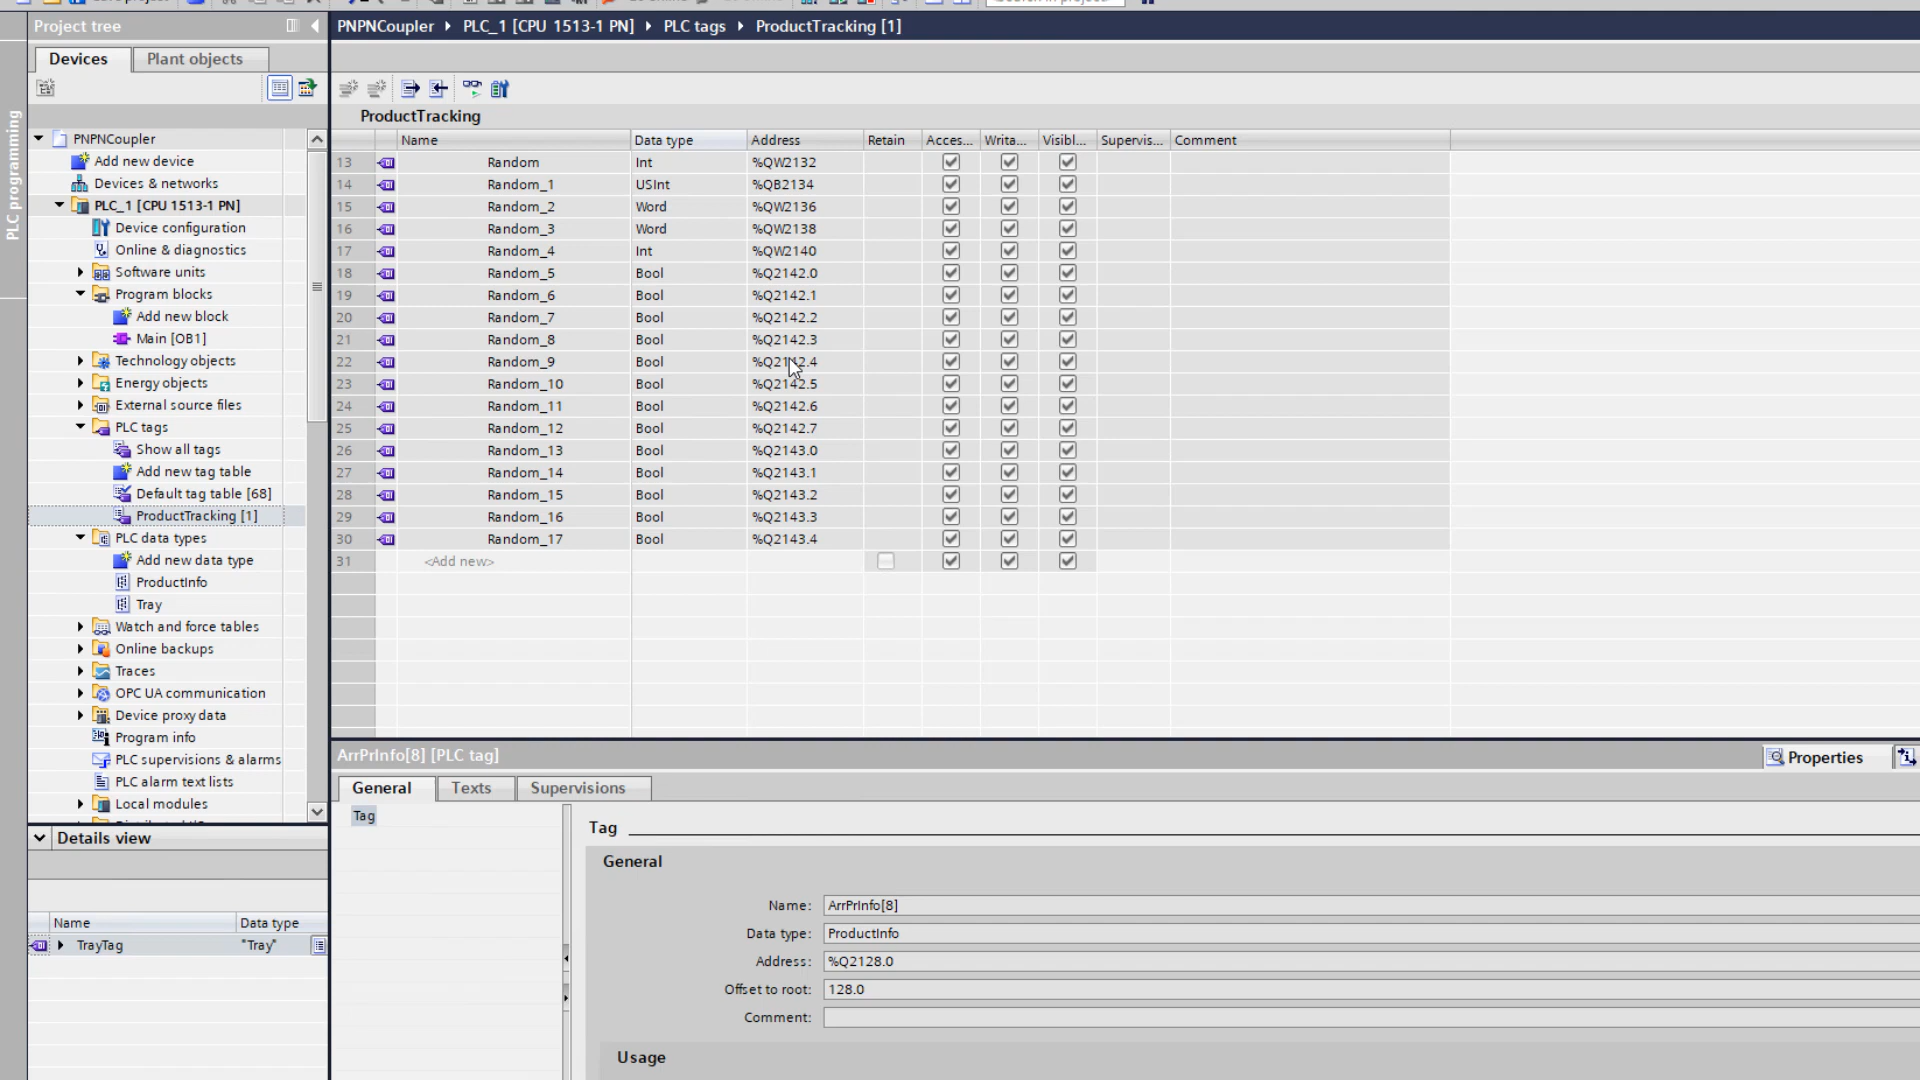 Project tree
PNPNCoupler PLC_1 [CPU 1513-1 PN] PLC tags ProductTracking [1]
Devices Plant objects
PLC programming
ProductTracking
Name Data type Address Retain Acces... Writa... Visibl... Supervis... Comment
PNPNCoupler
Add new device
Devices & networks
PLC_1 [CPU 1513-1 PN]
Device configuration
Online & diagnostics
Software units
Program blocks
Add new block
Main [OB1]
Technology objects
Energy objects
External source files
PLC tags
Show all tags
Add new tag table
Default tag table [68]
ProductTracking [1]
PLC data types
Add new data type
ProductInfo
Tray
Watch and force tables
Online backups
Traces
OPC UA communication
Device proxy data
Program info
PLC supervisions & alarms
PLC alarm text lists
Local modules
13 Random Int %QW2132
14 Random_1 USInt %QB2134
15 Random_2 Word %QW2136
16 Random_3 Word %QW2138
17 Random_4 Int %QW2140
18 Random_5 Bool %Q2142.0
19 Random_6 Bool %Q2142.1
20 Random_7 Bool %Q2142.2
21 Random_8 Bool %Q2142.3
22 Random_9 Bool %Q2142.4
23 Random_10 Bool %Q2142.5
24 Random_11 Bool %Q2142.6
25 Random_12 Bool %Q2142.7
26 Random_13 Bool %Q2143.0
27 Random_14 Bool %Q2143.1
28 Random_15 Bool %Q2143.2
29 Random_16 Bool %Q2143.3
30 Random_17 Bool %Q2143.4
31 <Add new>
Details view
Name Data type
TrayTag "Tray"
ArrPrInfo[8] [PLC tag]
Properties
General Texts Supervisions
Tag
Tag
General
Name: ArrPrInfo[8]
Data type: ProductInfo
Address: %Q2128.0
Offset to root: 128.0
Comment:
Usage